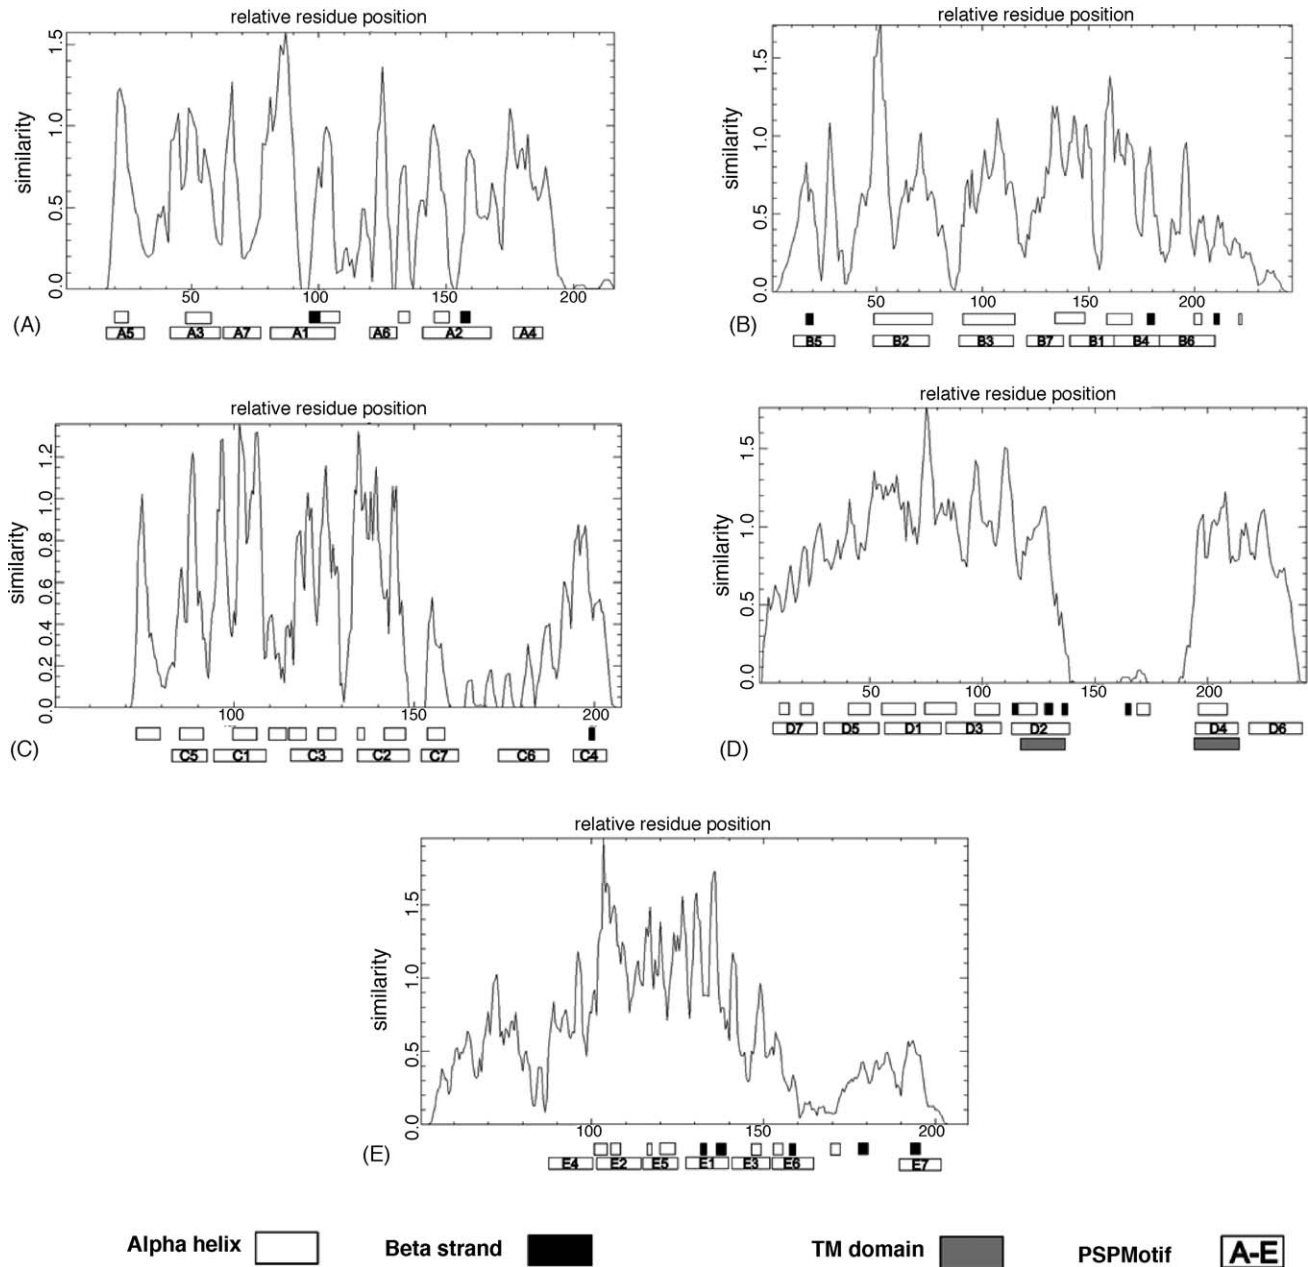 relative residue position
similarity
1.5
1.0
0.5
0.0
50 100 150 200
(A)
A5 A3 A7 A1 A6 A2 A4
relative residue position
similarity
1.5
1.0
0.5
0.0
50 100 150 200
(B)
B5 B2 B3 B7 B1 B4 B6
relative residue position
similarity
1.2
1.0
0.8
0.6
0.4
0.2
0.0
100 150 200
(C)
C5 C1 C3 C2 C7 C6 C4
relative residue position
similarity
1.5
1.0
0.5
0.0
50 100 150 200
(D)
D7 D5 D1 D3 D2 D4 D6
relative residue position
similarity
1.5
1.0
0.5
0.0
100 150 200
(E)
E4 E2 E5 E1 E3 E6 E7
Alpha helix Beta strand TM domain PSPMotif A-E